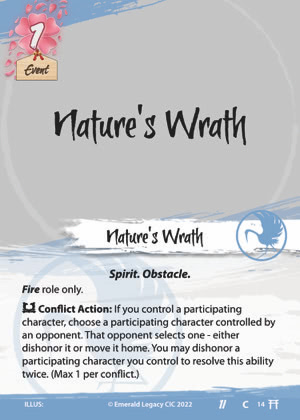 1
Event
Nature's Wrath
Nature's Wrath
Spirit. Obstacle.
Fire role only.
Conflict Action: If you control a participating
character, choose a participating character controlled by
an opponent. That opponent selects one - either
dishonor it or move it home. You may dishonor a
participating character you control to resolve this ability
twice. (Max 1 per conflict.)
ILLUS: © Emerald Legacy CIC 2022 C 14